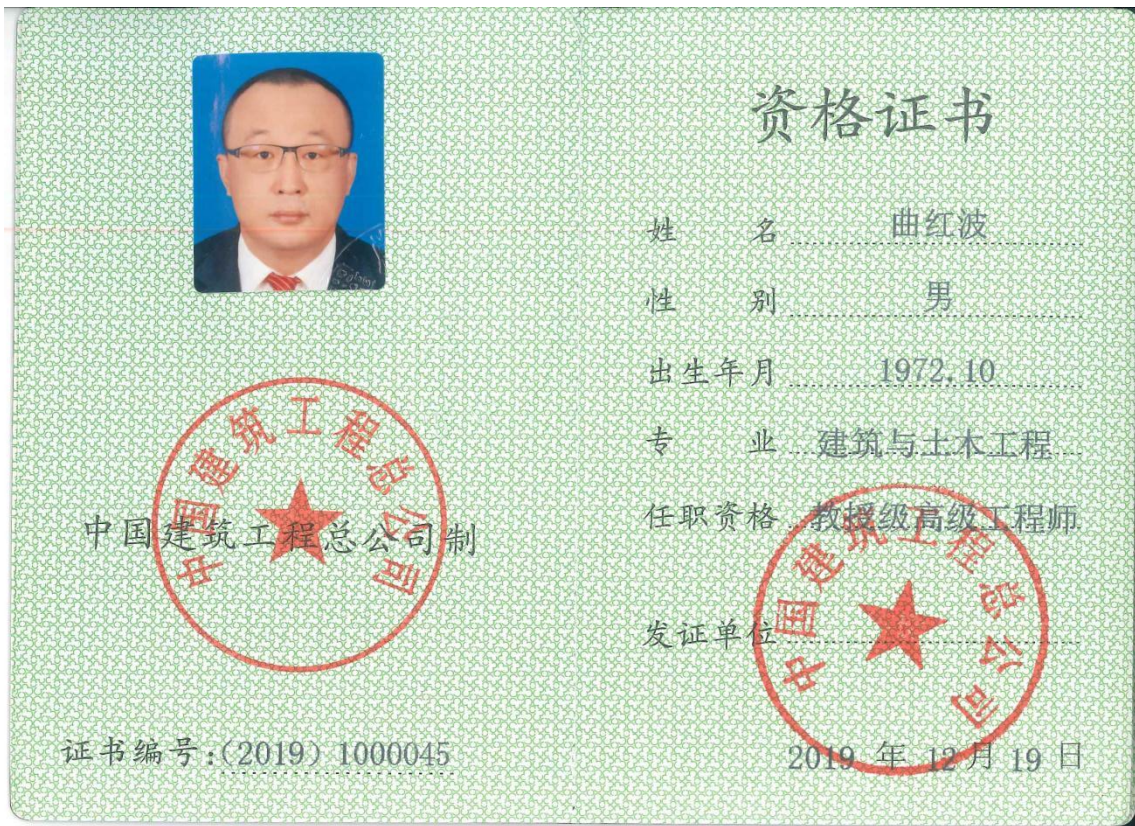 中国建筑工程总公司
中国建筑工程总公司制
证书编号:(2019) 1000045
资格证书
姓 名 曲红波
性 别 男
出生年月 1972.10
专 业 建筑与土木工程
任职资格 教授级高级工程师
发证单位
中国建筑工程总公司
2019 年 12 月 19 日